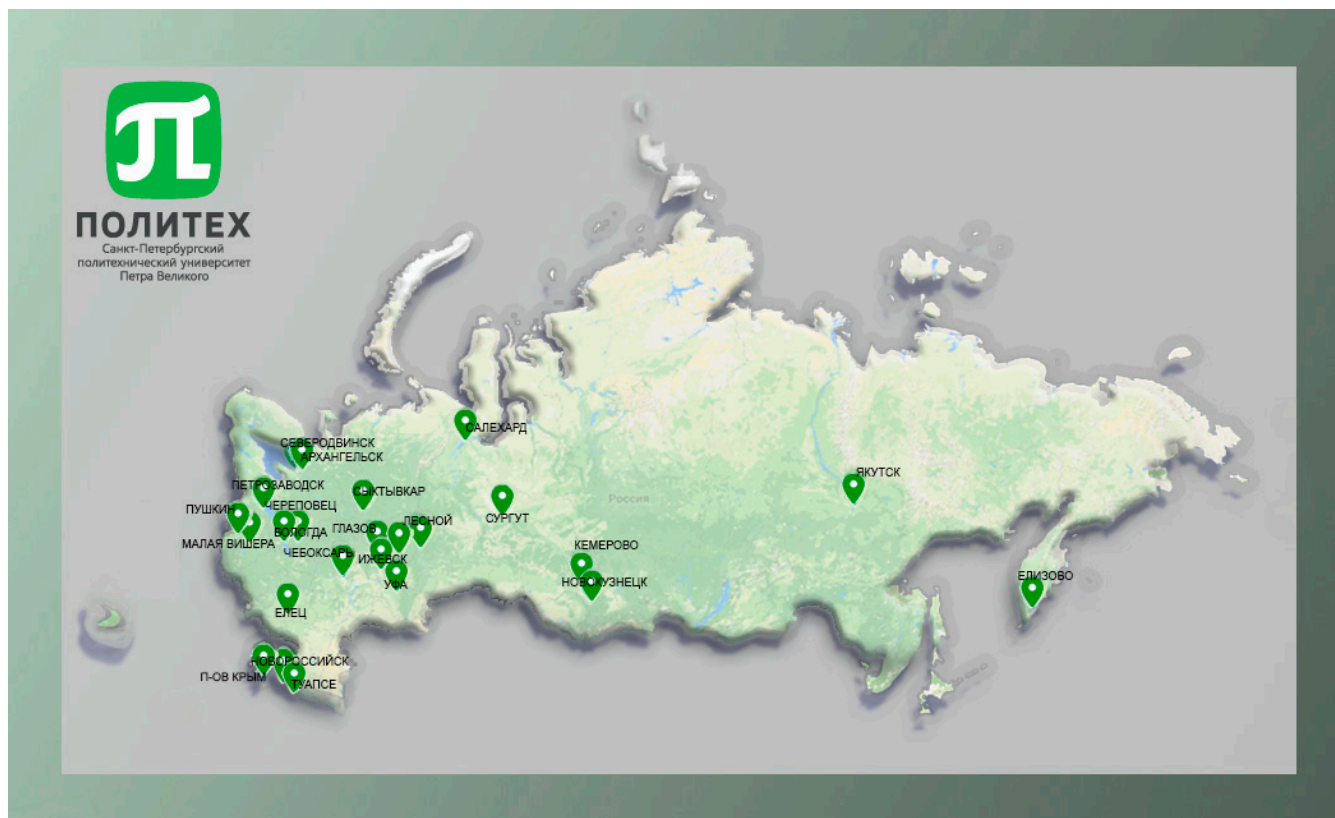 ПОЛИТЕХ
Санкт-Петербургский
политехнический университет
Петра Великого
САЛЕХАРД
СЕВЕРОДВИНСК
АРХАНГЕЛЬСК
ПЕТРОЗАВОДСК
СЫКТЫВКАР
ЯКУТСК
Россия
ПУШКИН
ЧЕРЕПОВЕЦ
СУРГУТ
ВОЛОГДА
ГЛАЗОВ
ЛЕСНОЙ
МАЛАЯ ВИШЕРА
ЧЕБОКСАРЬ
ИЖЕВСК
КЕМЕРОВО
УФА
НОВОКУЗНЕЦК
ЕЛИЗОВО
ЕЛЕЦ
НОВОРОССИЙСК
П-ОВ КРЫМ
ТУАПСЕ